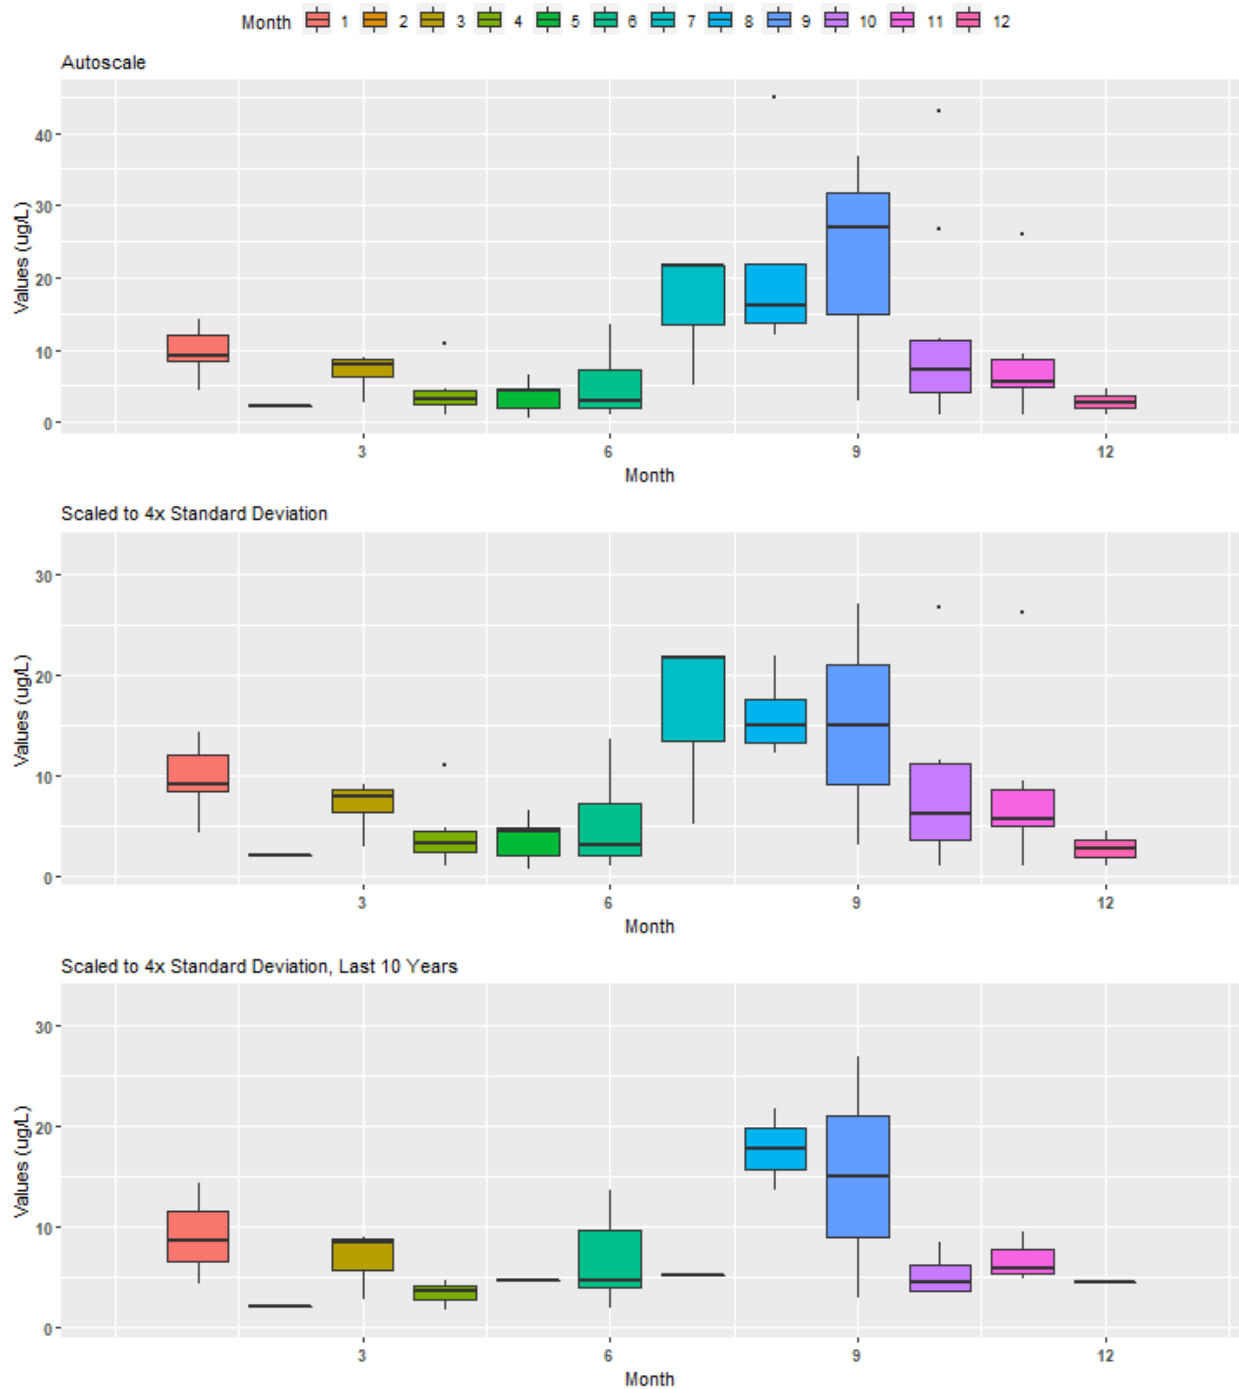 Month 1 2 3 4 5 6 7 8 9 10 11 12
Autoscale
Values (ug/L)
40
30
20
10
0
3 6 9 12
Month
Scaled to 4x Standard Deviation
Values (ug/L)
30
20
10
0
3 6 9 12
Month
Scaled to 4x Standard Deviation, Last 10 Years
Values (ug/L)
30
20
10
0
3 6 9 12
Month